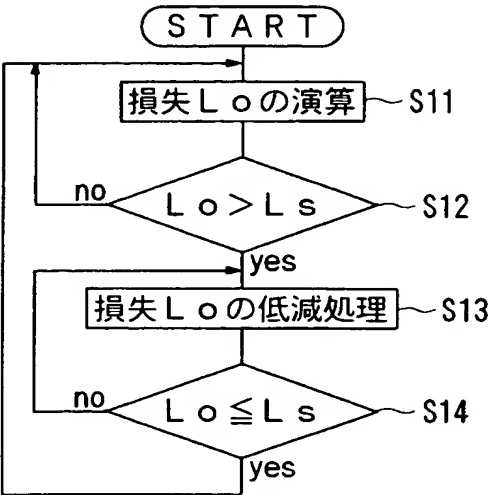 START
損失Loの演算 S11
no Lo>Ls S12
yes
損失Loの低減処理 S13
no Lo≦Ls S14
yes